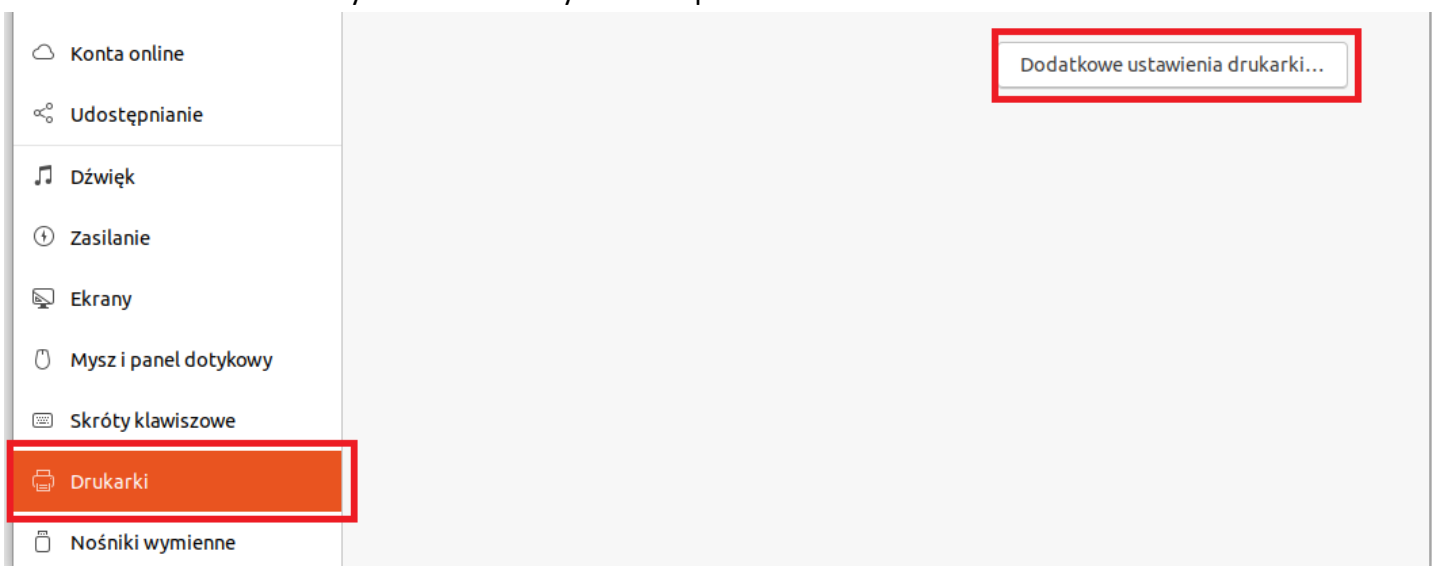 Konta online
Dodatkowe ustawienia drukarki...
Udostępnianie
Dźwięk
Zasilanie
Ekrany
Mysz i panel dotykowy
Skróty klawiszowe
Drukarki
Nośniki wymienne